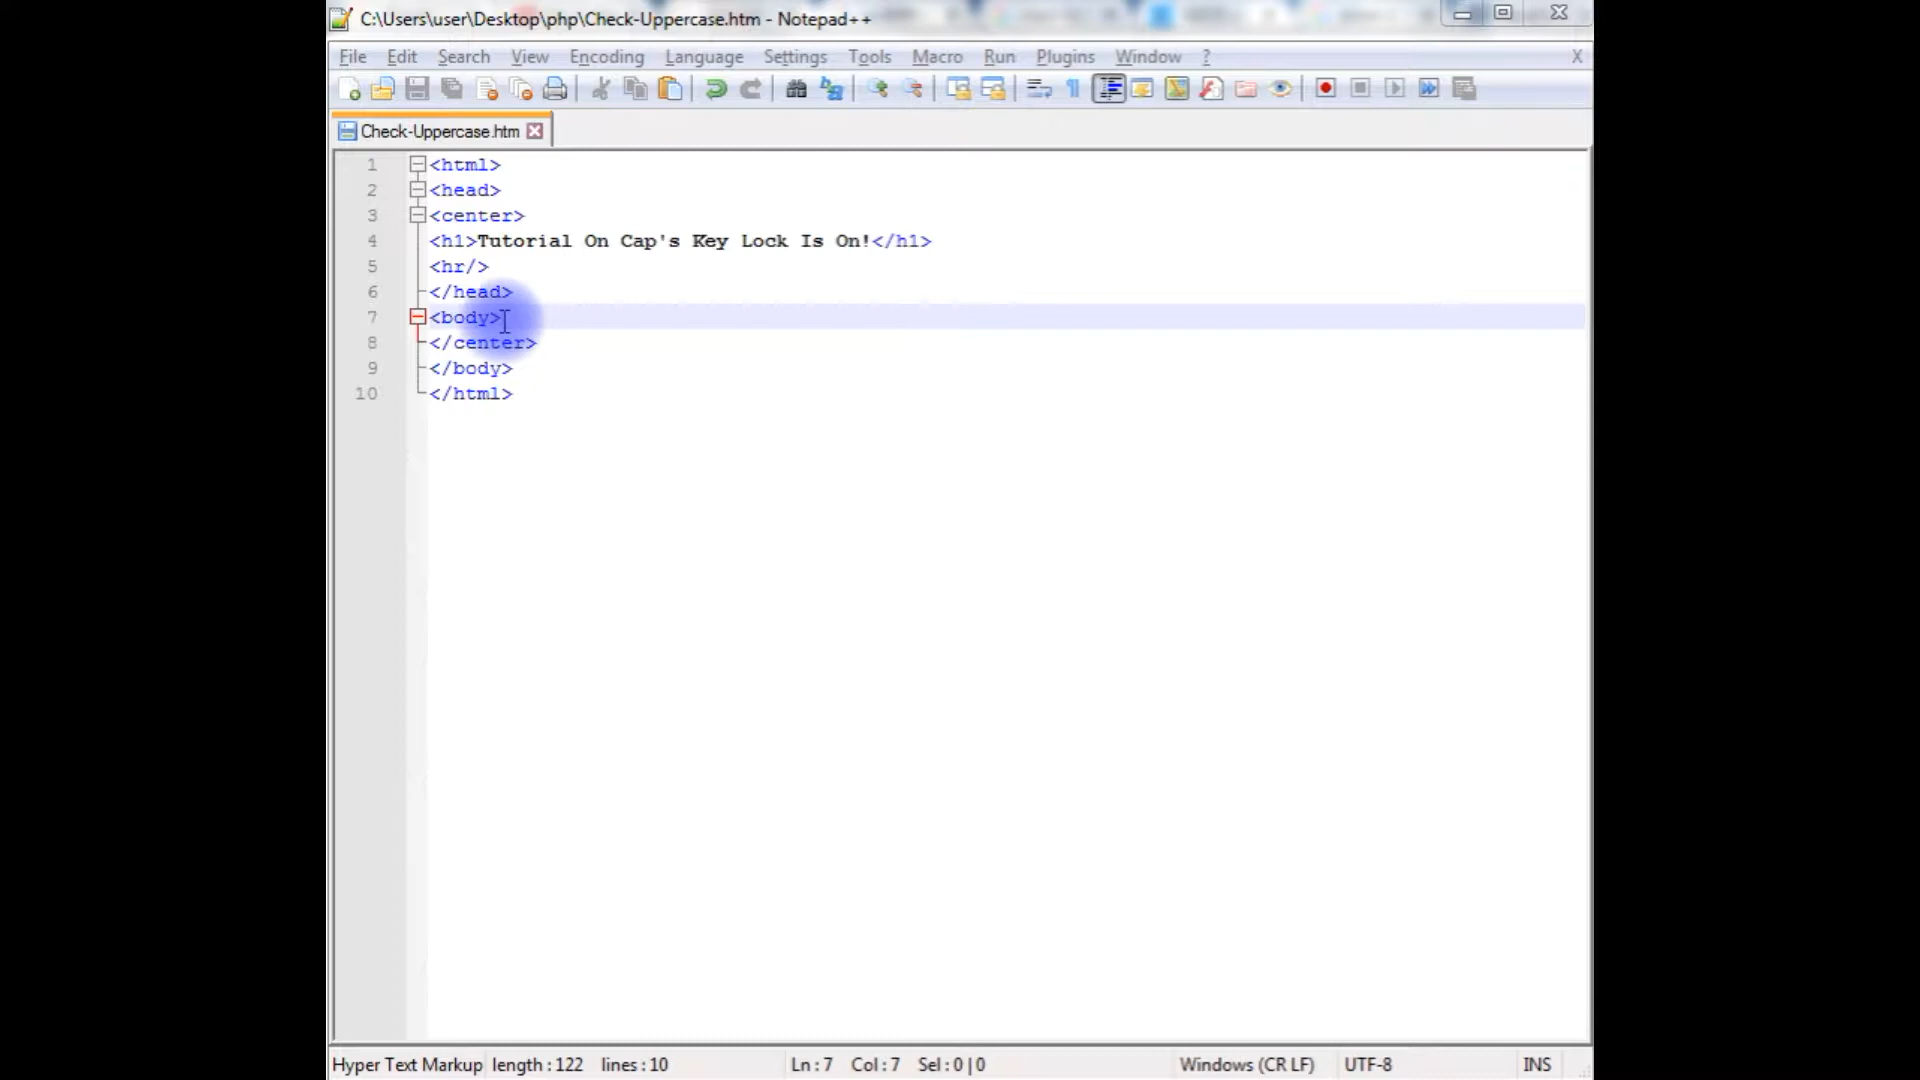 C:\Users\user\Desktop\php\Check-Uppercase.htm - Notepad++
File Edit Search View Encoding Language Settings Tools Macro Run Plugins Window ? X
Check-Uppercase.htm
1 <html>
2 <head>
3 <center>
4 <h1>Tutorial On Cap's Key Lock Is On!</h1>
5 <hr/>
6 </head>
7 <body>
8 </center>
9 </body>
10 </html>
Hyper Text Markup length : 122 lines : 10 Ln : 7 Col : 7 Sel : 0 | 0 Windows (CR LF) UTF-8 INS